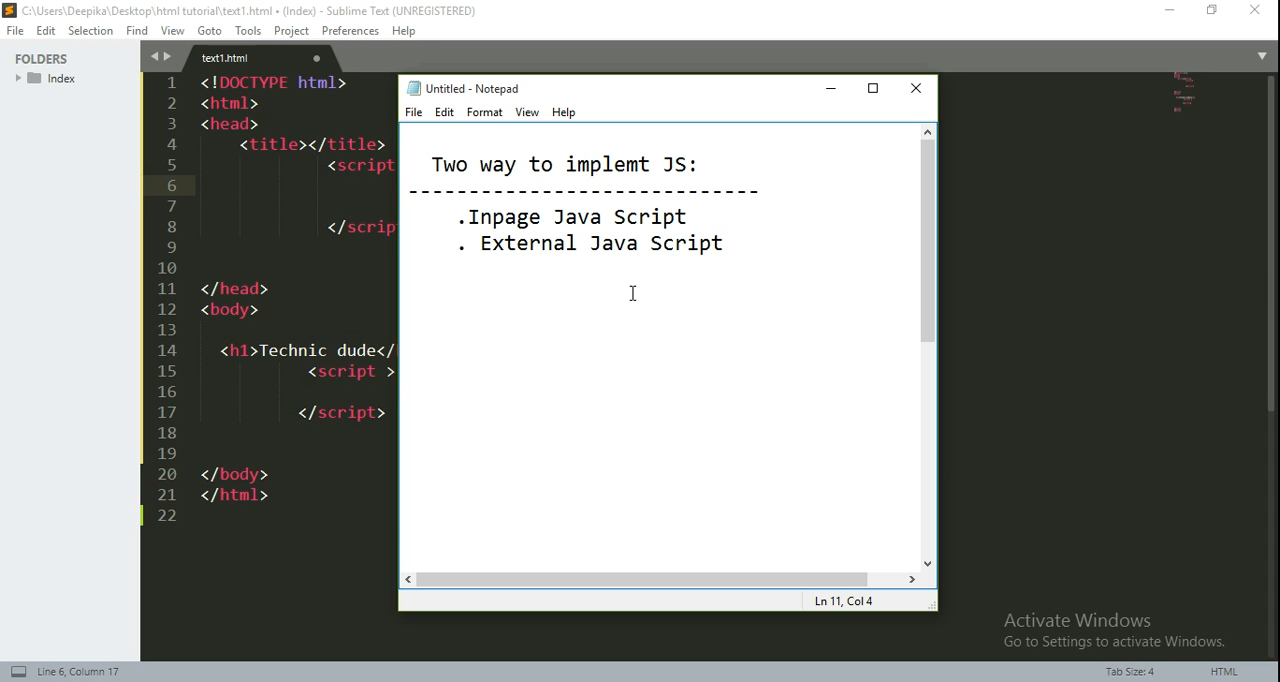 C:\Users\Deepika\Desktop\html tutorial\text1.html • (Index) - Sublime Text (UNREGISTERED)
File Edit Selection Find View Goto Tools Project Preferences Help
FOLDERS
Index
text1.html
1 <!DOCTYPE html>
2 <html>
3 <head>
4 <title></title>
5 <script
6
7
8 </scrip
9
10
11 </head>
12 <body>
13
14 <h1>Technic dude</
15 <script >
16
17 </script>
18
19
20 </body>
21 </html>
22
Untitled - Notepad
File Edit Format View Help
Two way to implemt JS:
-----------------------------
.Inpage Java Script
. External Java Script
Ln 11, Col 4
Activate Windows
Go to Settings to activate Windows.
Line 6, Column 17
Tab Size: 4
HTML